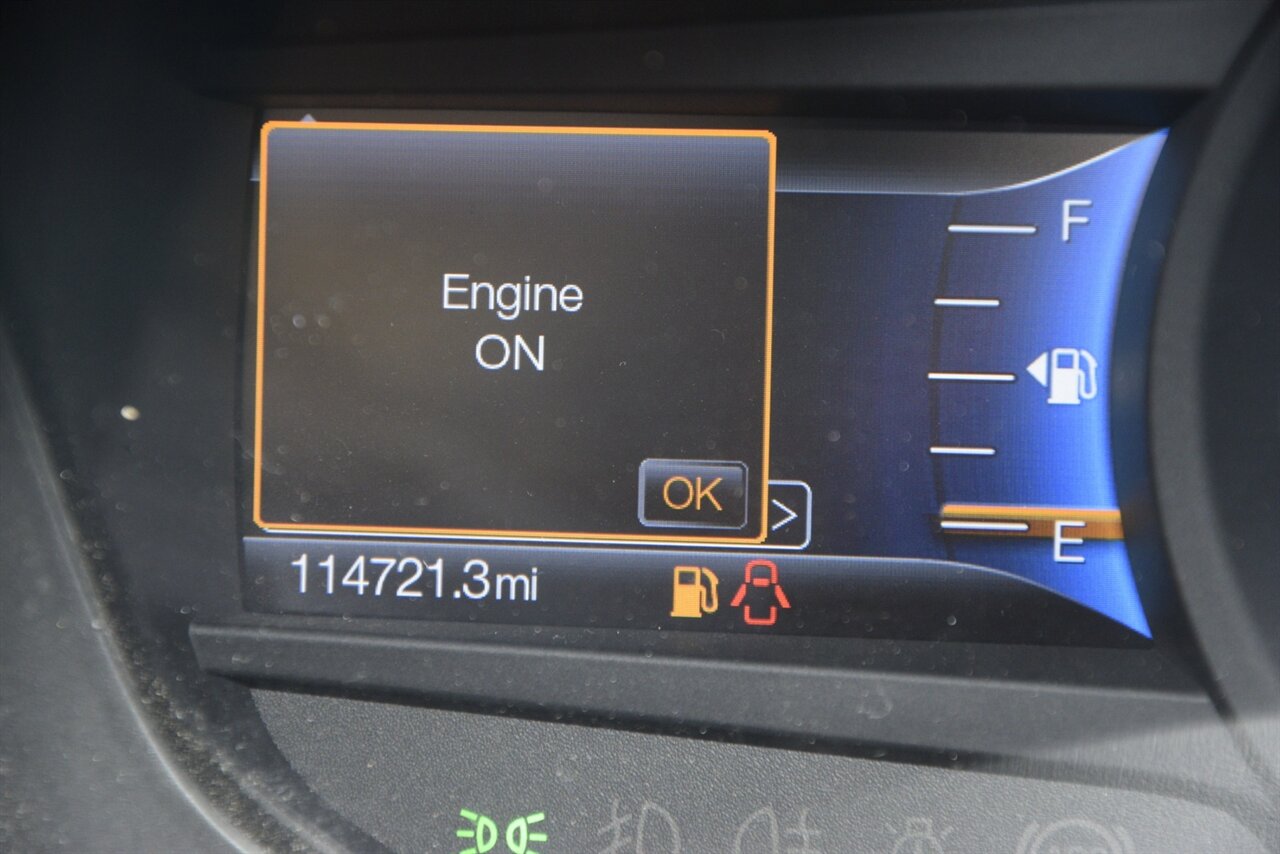 Engine
ON
OK
>
114721.3mi
F
E